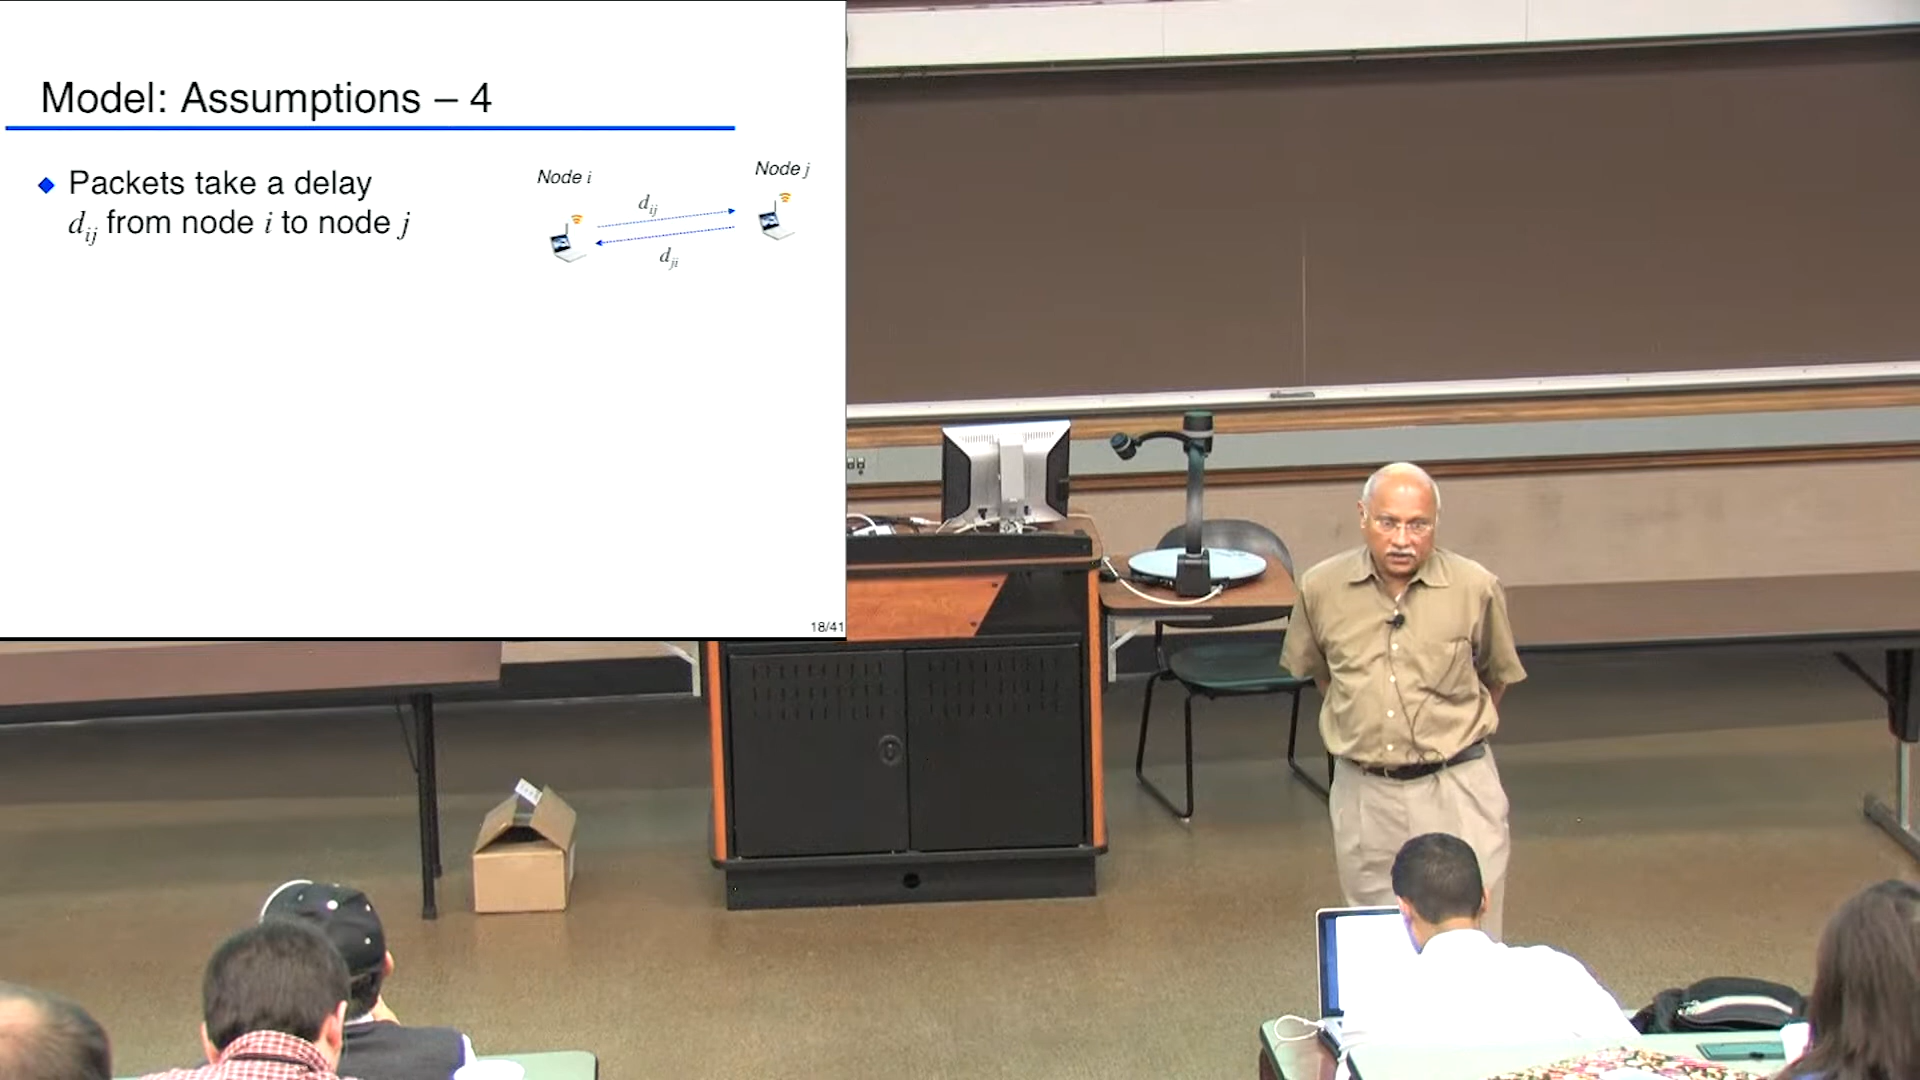 Model: Assumptions – 4
Packets take a delay
d_ij from node i to node j
Node i
Node j
d_ij
d_ji
18/41